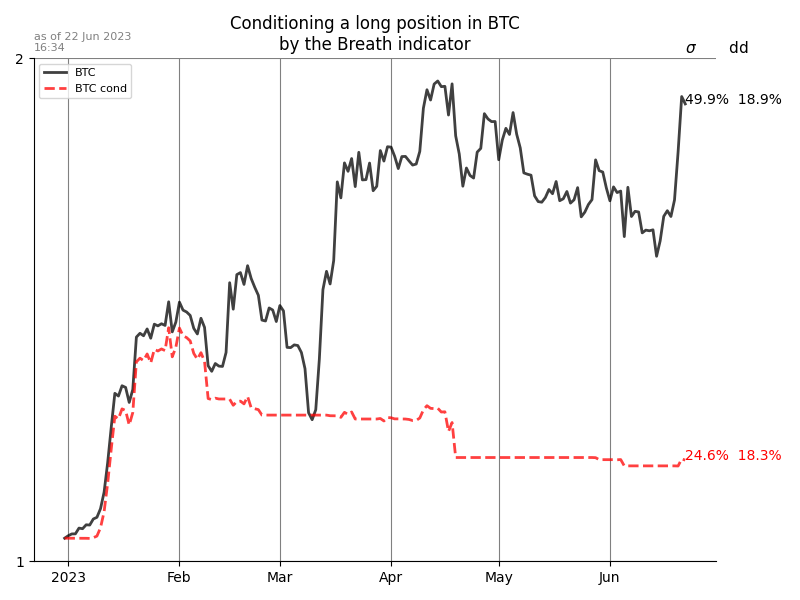 Conditioning a long position in BTC
by the Breath indicator
as of 22 Jun 2023
16:34
σ dd
2
BTC
BTC cond
49.9% 18.9%
24.6% 18.3%
1
2023 Feb Mar Apr May Jun